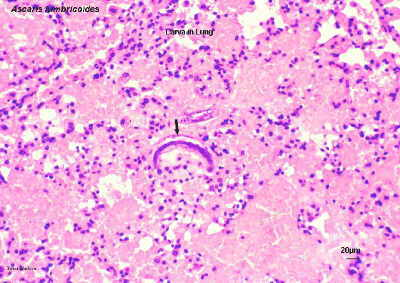 Ascaris lumbricoides
Larva in Lung
20µm